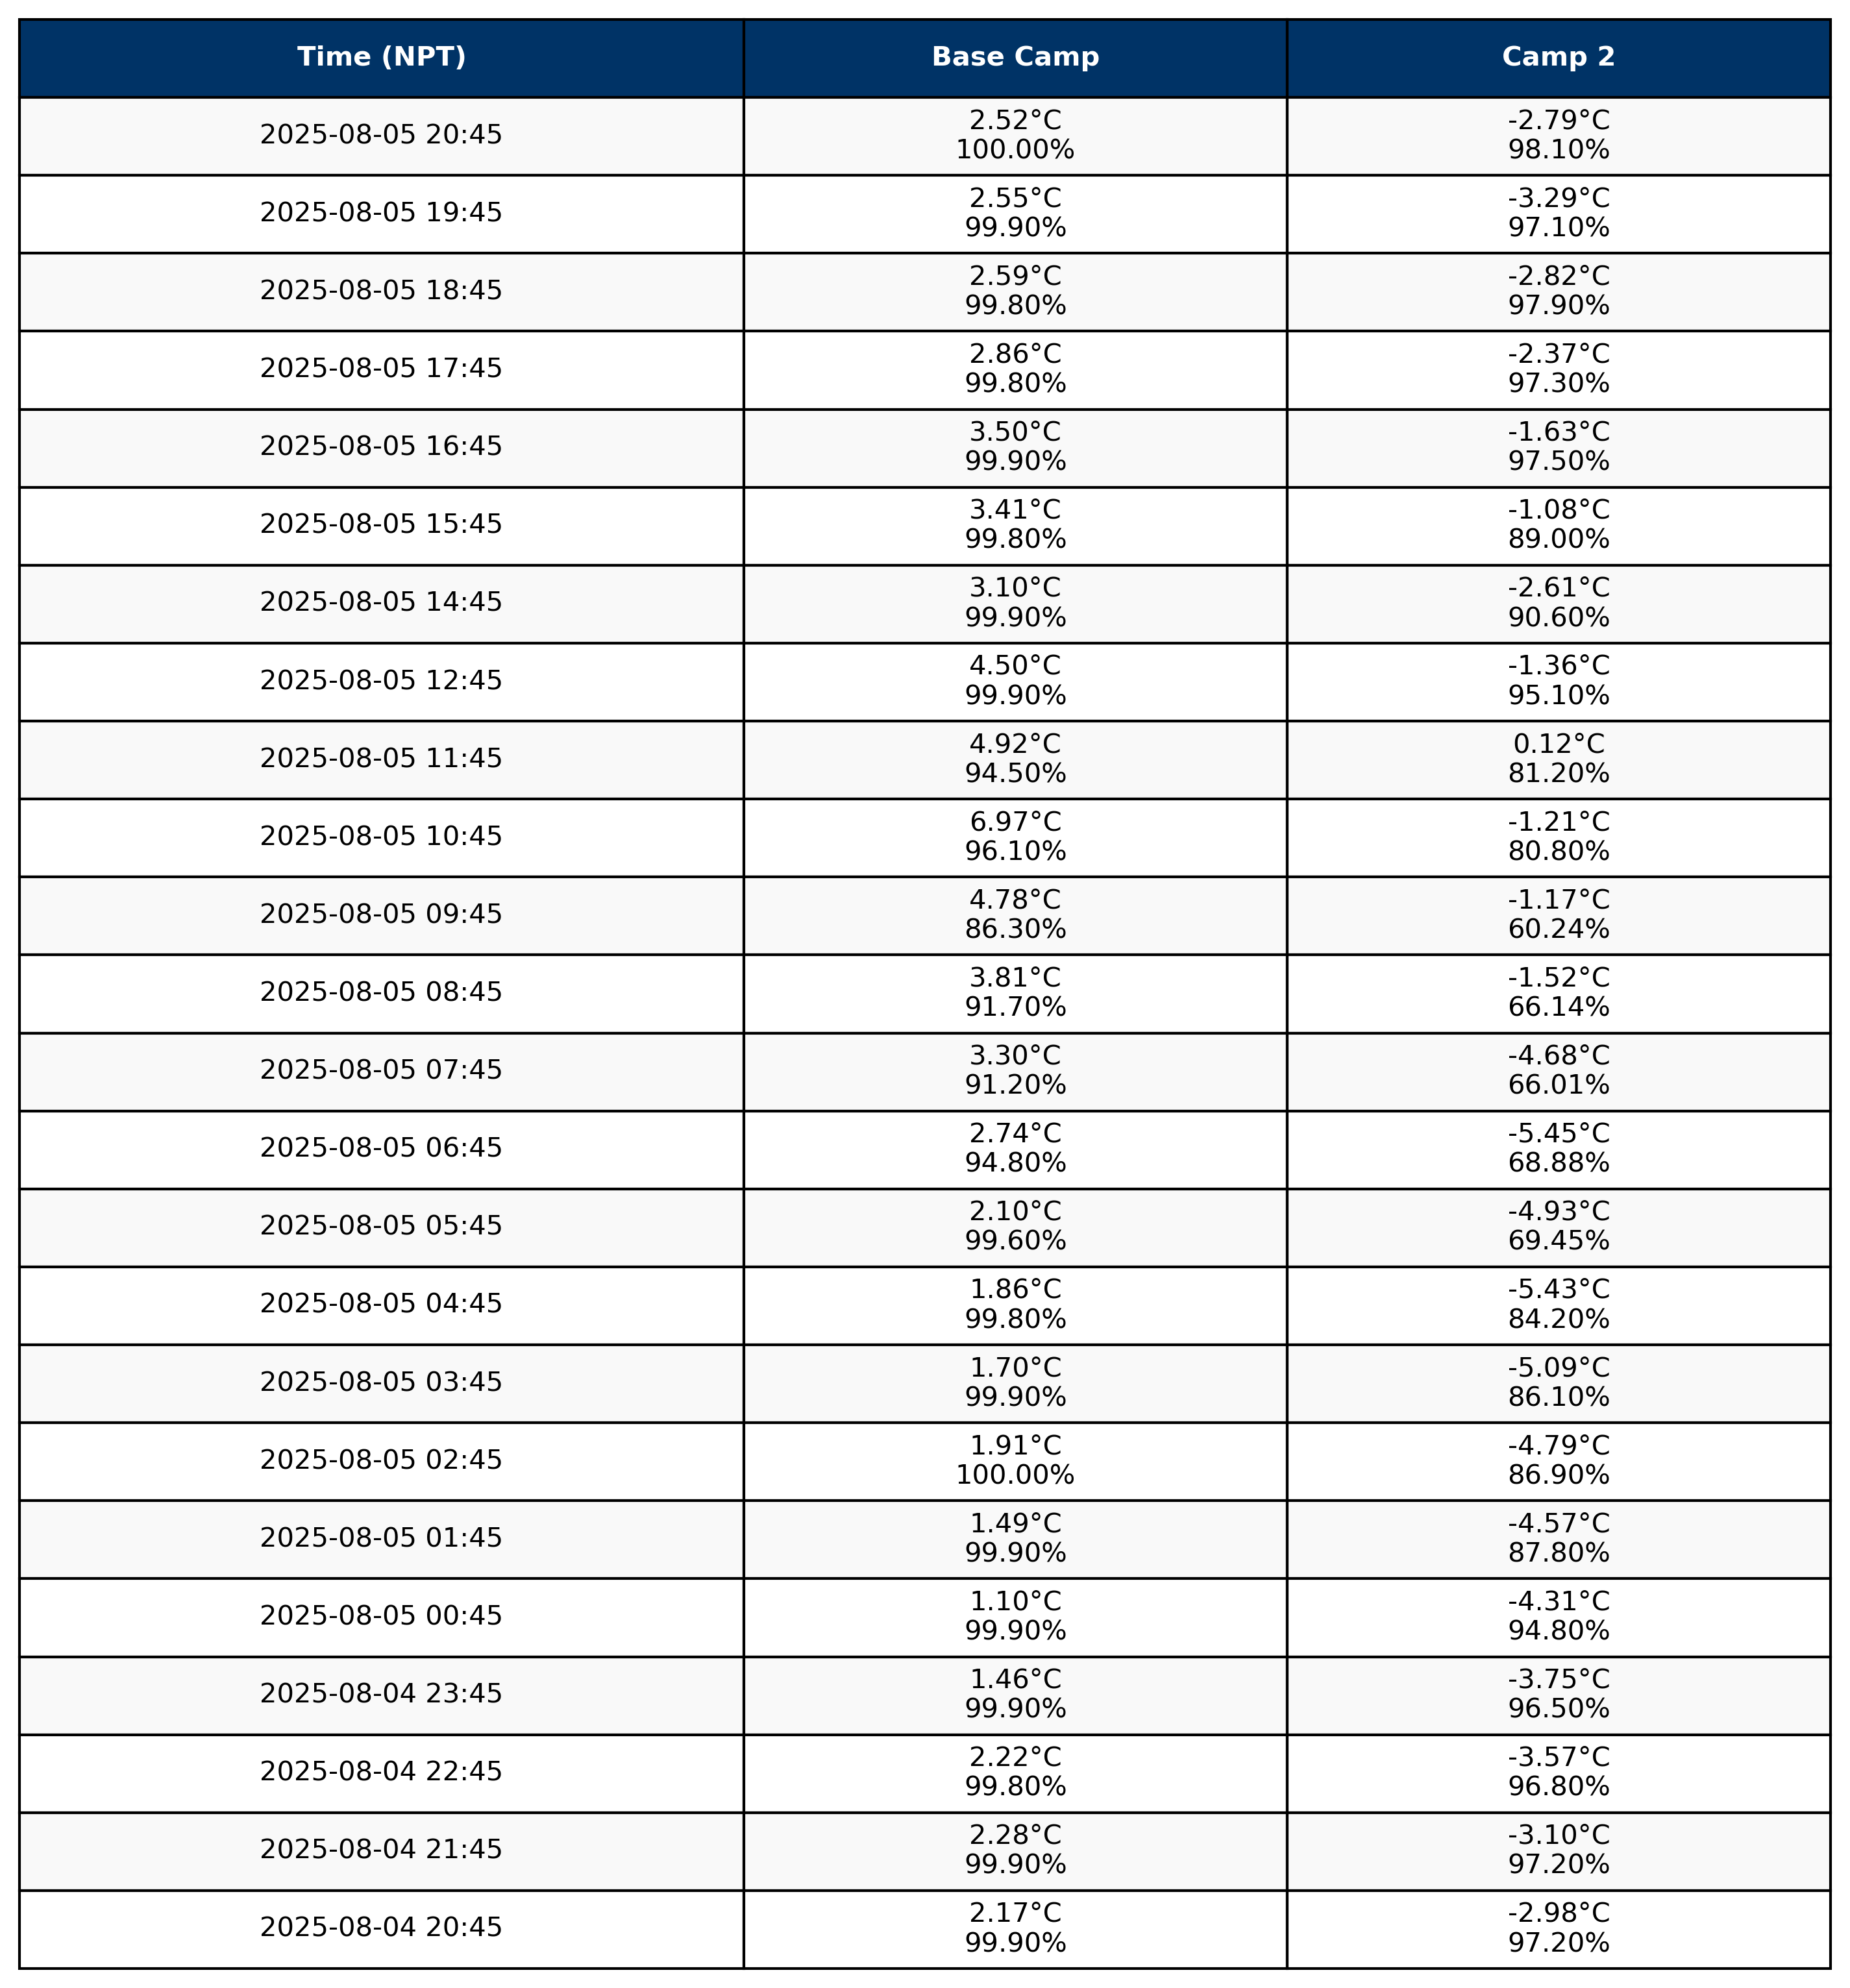 Time (NPT) Base Camp Camp 2
2025-08-05 20:45 2.52°C -2.79°C
100.00% 98.10%
2025-08-05 19:45 2.55°C -3.29°C
99.90% 97.10%
2025-08-05 18:45 2.59°C -2.82°C
99.80% 97.90%
2025-08-05 17:45 2.86°C -2.37°C
99.80% 97.30%
2025-08-05 16:45 3.50°C -1.63°C
99.90% 97.50%
2025-08-05 15:45 3.41°C -1.08°C
99.80% 89.00%
2025-08-05 14:45 3.10°C -2.61°C
99.90% 90.60%
2025-08-05 12:45 4.50°C -1.36°C
99.90% 95.10%
2025-08-05 11:45 4.92°C 0.12°C
94.50% 81.20%
2025-08-05 10:45 6.97°C -1.21°C
96.10% 80.80%
2025-08-05 09:45 4.78°C -1.17°C
86.30% 60.24%
2025-08-05 08:45 3.81°C -1.52°C
91.70% 66.14%
2025-08-05 07:45 3.30°C -4.68°C
91.20% 66.01%
2025-08-05 06:45 2.74°C -5.45°C
94.80% 68.88%
2025-08-05 05:45 2.10°C -4.93°C
99.60% 69.45%
2025-08-05 04:45 1.86°C -5.43°C
99.80% 84.20%
2025-08-05 03:45 1.70°C -5.09°C
99.90% 86.10%
2025-08-05 02:45 1.91°C -4.79°C
100.00% 86.90%
2025-08-05 01:45 1.49°C -4.57°C
99.90% 87.80%
2025-08-05 00:45 1.10°C -4.31°C
99.90% 94.80%
2025-08-04 23:45 1.46°C -3.75°C
99.90% 96.50%
2025-08-04 22:45 2.22°C -3.57°C
99.80% 96.80%
2025-08-04 21:45 2.28°C -3.10°C
99.90% 97.20%
2025-08-04 20:45 2.17°C -2.98°C
99.90% 97.20%